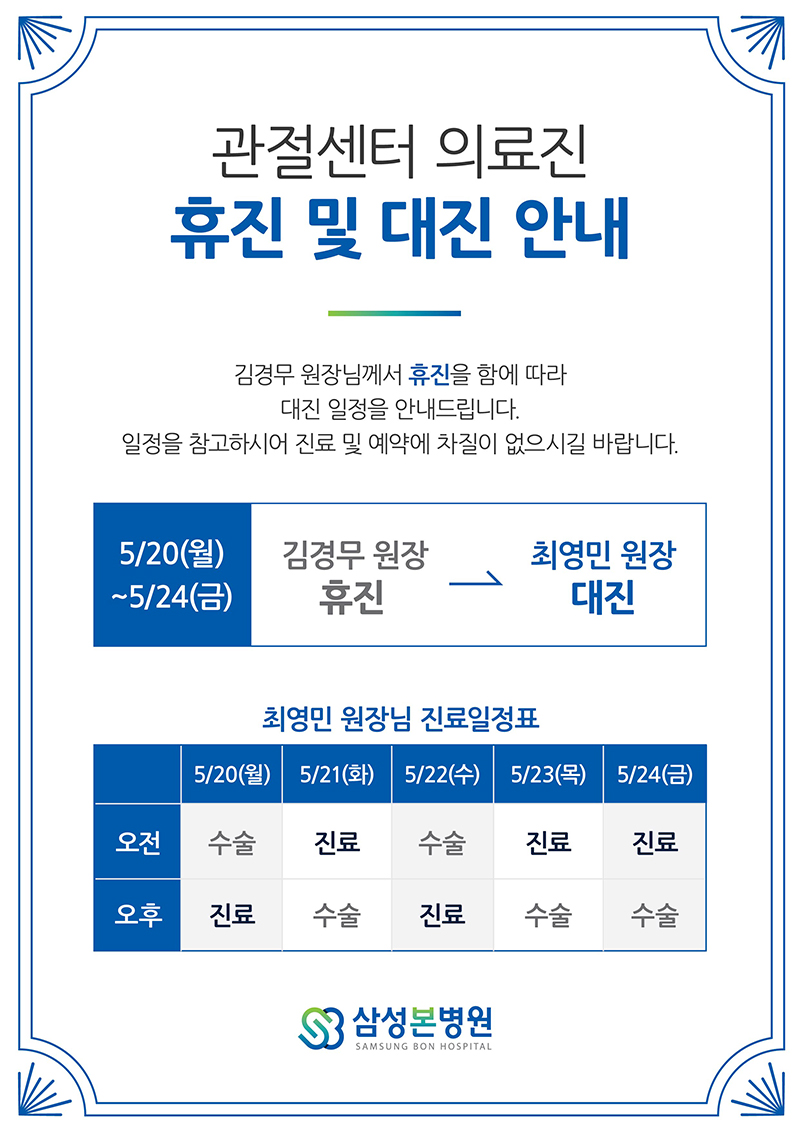 관절센터 의료진
휴진 및 대진 안내
김경무 원장님께서 휴진을 함에 따라
대진 일정을 안내드립니다.
일정을 참고하시어 진료 및 예약에 차질이 없으시길 바랍니다.
5/20(월)
~5/24(금)
김경무 원장
휴진
최영민 원장
대진
최영민 원장님 진료일정표
5/20(월) 5/21(화) 5/22(수) 5/23(목) 5/24(금)
오전 수술 진료 수술 진료 진료
오후 진료 수술 진료 수술 수술
삼성본병원
SAMSUNG BON HOSPITAL